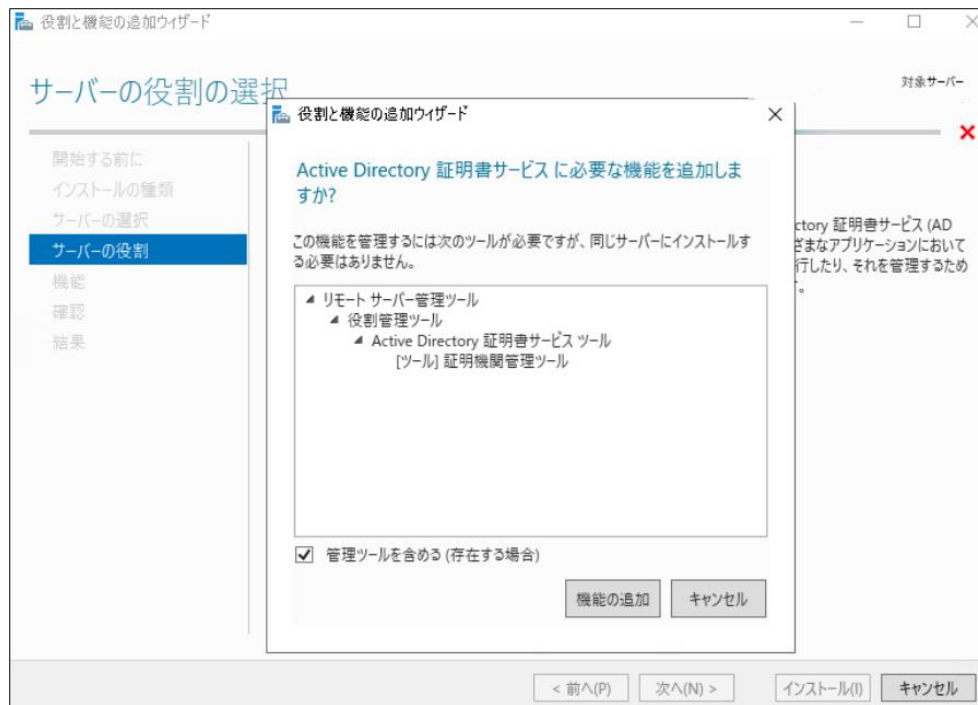 役割と機能の追加ウィザード
サーバーの役割の選択
対象サーバー
役割と機能の追加ウィザード
開始する前に
インストールの種類
サーバーの選択
サーバーの役割
機能
確認
結果
Active Directory 証明書サービス に必要な機能を追加しま
すか?
この機能を管理するには次のツールが必要ですが、同じサーバーにインストールす
る必要はありません。
リモート サーバー管理ツール
役割管理ツール
Active Directory 証明書サービス ツール
[ツール] 証明機関管理ツール
管理ツールを含める (存在する場合)
機能の追加
キャンセル
ctory 証明書サービス (AD
ざまなアプリケーションにおいて
行したり、それを管理するため
。
< 前へ(P)
次へ(N) >
インストール(I)
キャンセル